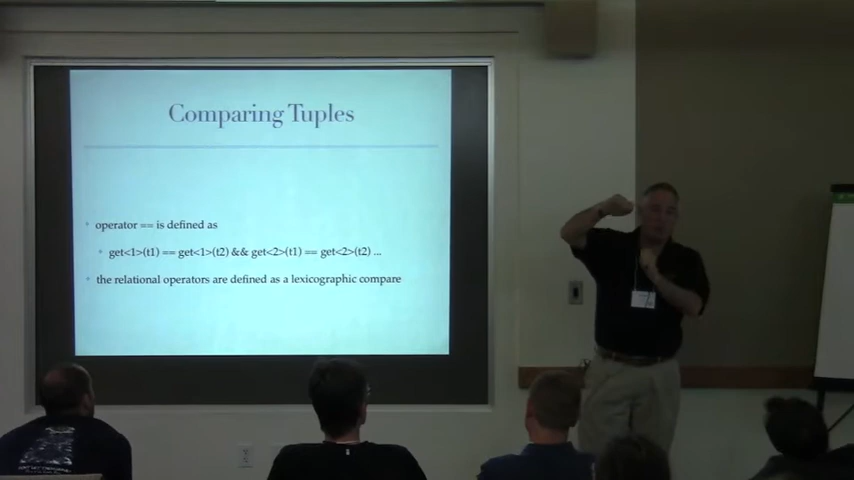 Comparing Tuples
operator == is defined as
get<1>(t1) == get<1>(t2) && get<2>(t1) == get<2>(t2) ...
the relational operators are defined as a lexicographic compare